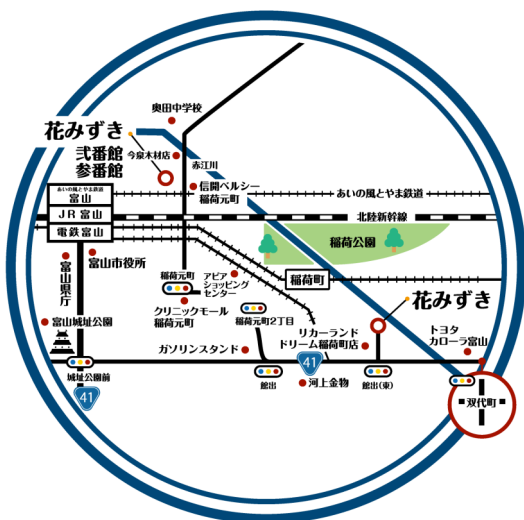 奥田中学校
花みずき
弐番館
参番館
今泉木材店
赤江川
信開ベルシー
稲荷元町
あいの風とやま鉄道
富山
JR 富山
電鉄富山
あいの風とやま鉄道
北陸新幹線
稲荷公園
富山県庁
富山市役所
稲荷元町
アピア
ショッピング
センター
稲荷町
クリニックモール
稲荷元町
稲荷元町2丁目
花みずき
富山城址公園
ガソリンスタンド
リカーランド
ドリーム稲荷町店
トヨタ
カローラ富山
城址公園前
41
館出
41
河上金物
館出(東)
双代町